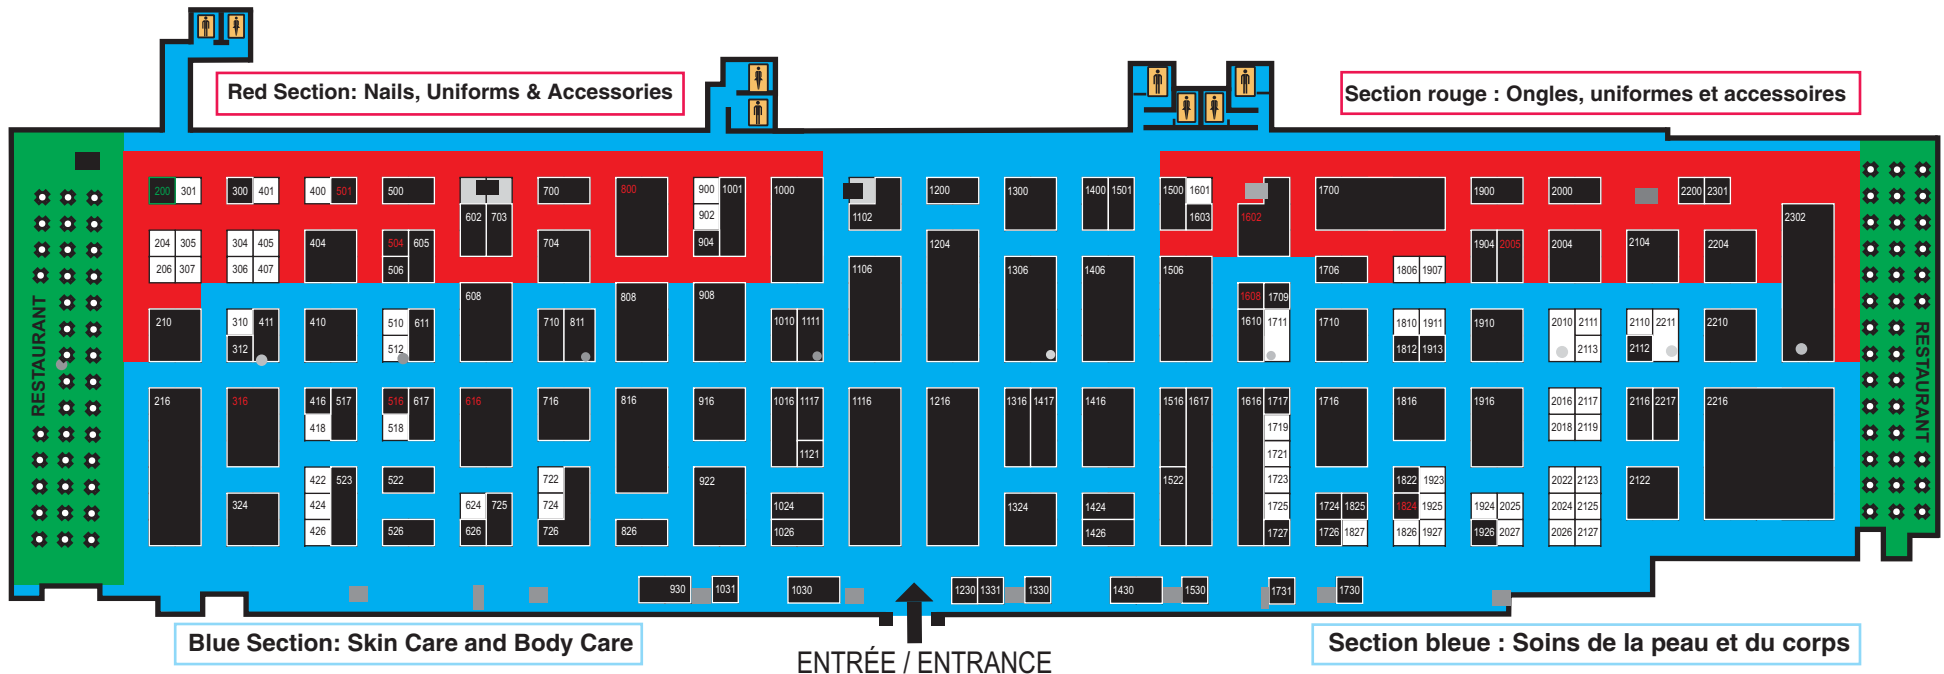 Red Section: Nails, Uniforms & Accessories
Section rouge : Ongles, uniformes et accessoires
200 301 300 401 400 501 500 700 800 900 1001 1000 1200 1300 1400 1501 1500 1601 1700 1900 2000 2200 2301
602 703 902 1102 1603 1602 2302
204 305 304 405 404 504 605 704 904 1204 1904 2005 2004 2104 2204
206 307 306 407 506 1106 1306 1406 1506 1706 1806 1907
608 808 908 1608 1709
210 310 411 410 510 611 710 811 1010 1111 1610 1711 1710 1810 1911 1910 2010 2111 2110 2211 2210
312 512 1812 1913 2113 2112
RESTAURANT
RESTAURANT
216 316 416 517 516 617 616 716 816 916 1016 1117 1116 1216 1316 1417 1416 1516 1617 1616 1717 1716 1816 1916 2016 2117 2116 2217 2216
418 518 1719 2018 2119
1121 1721
422 523 522 722 922 1522 1723 1822 1923 2022 2123 2122
324 424 624 725 724 1024 1324 1424 1725 1724 1825 1824 1925 1924 2025 2024 2125
426 526 626 726 826 1026 1426 1727 1726 1827 1826 1927 1926 2027 2026 2127
930 1031 1030 1230 1331 1330 1430 1530 1731 1730
Blue Section: Skin Care and Body Care
Section bleue : Soins de la peau et du corps
ENTRÉE / ENTRANCE